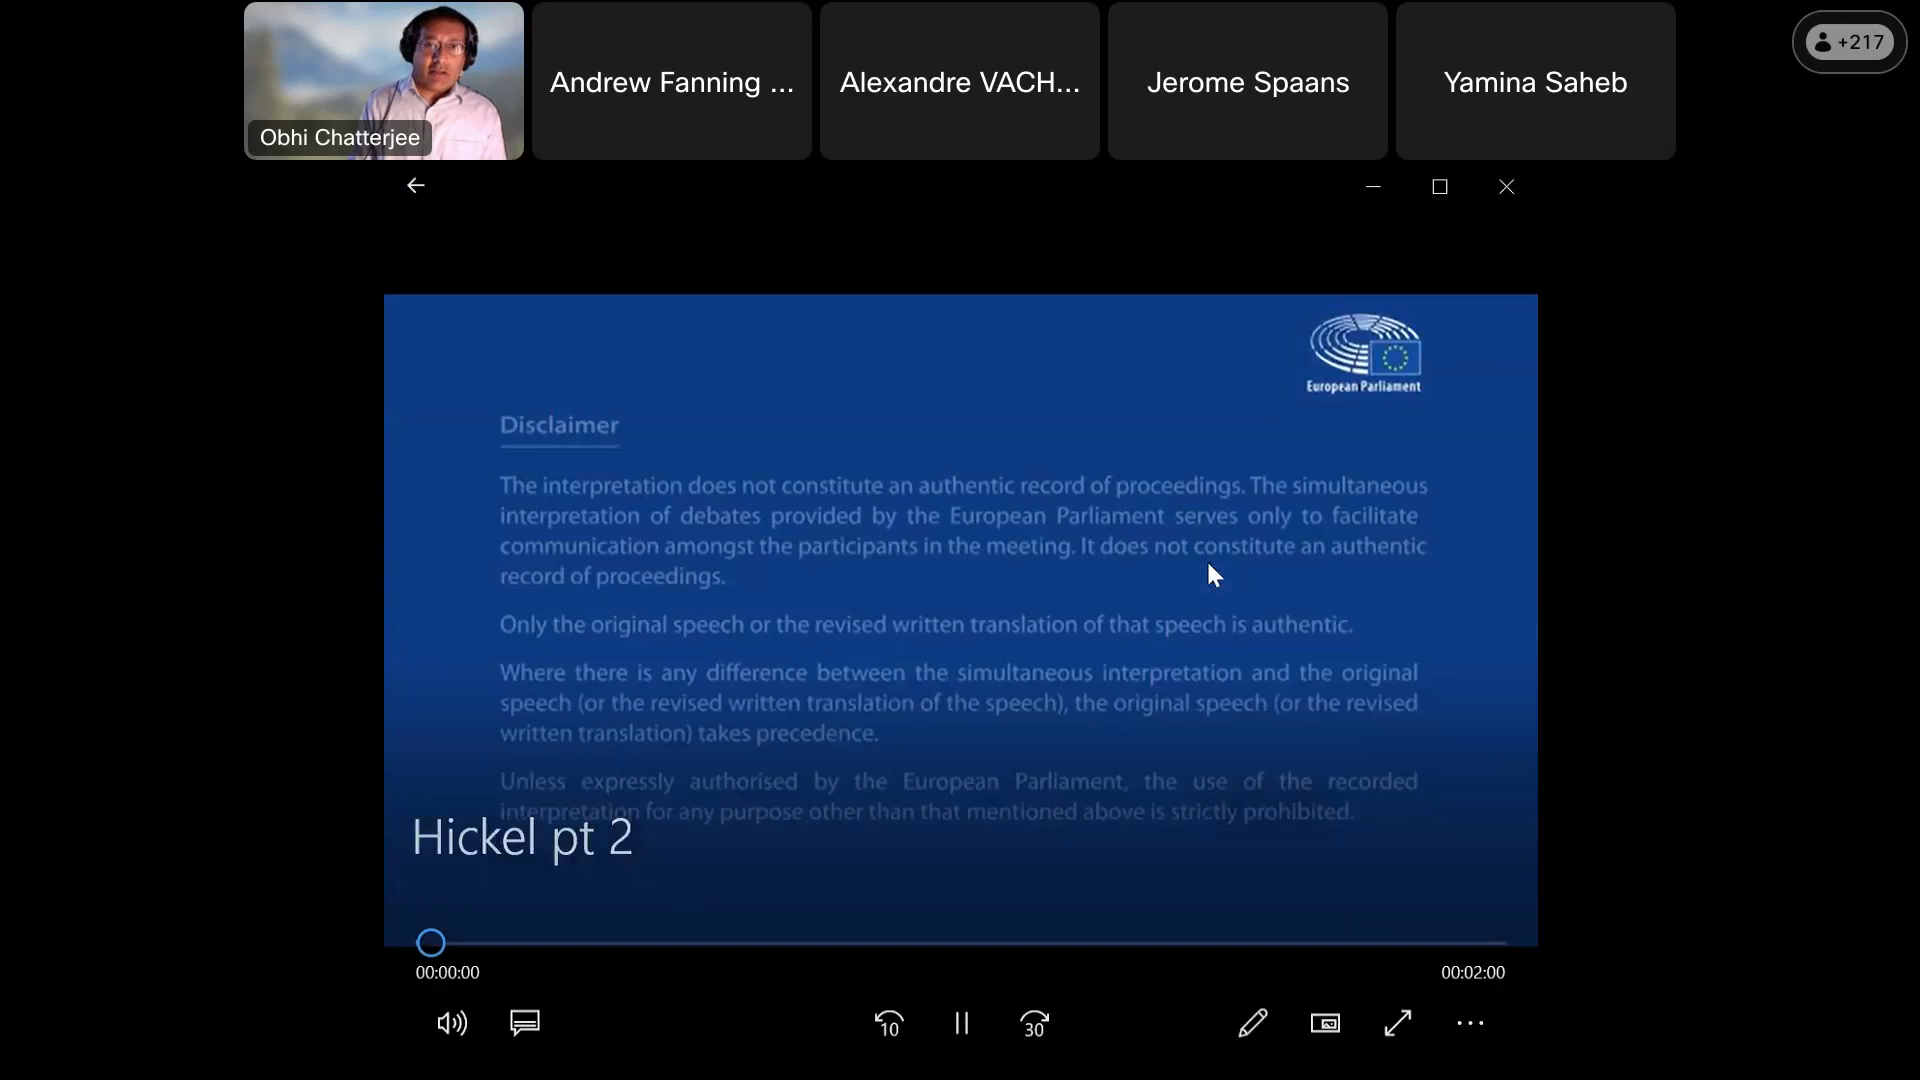 Obhi Chatterjee
Andrew Fanning ...
Alexandre VACH...
Jerome Spaans
Yamina Saheb
+217
European Parliament
Disclaimer
The interpretation does not constitute an authentic record of proceedings. The simultaneous
interpretation of debates provided by the European Parliament serves only to facilitate
communication amongst the participants in the meeting. It does not constitute an authentic
record of proceedings.
Only the original speech or the revised written translation of that speech is authentic.
Where there is any difference between the simultaneous interpretation and the original
speech (or the revised written translation of the speech), the original speech (or the revised
written translation) takes precedence.
Unless expressly authorised by the European Parliament, the use of the recorded
interpretation for any purpose other than that mentioned above is strictly prohibited.
Hickel pt 2
00:00:00
00:02:00
10
30